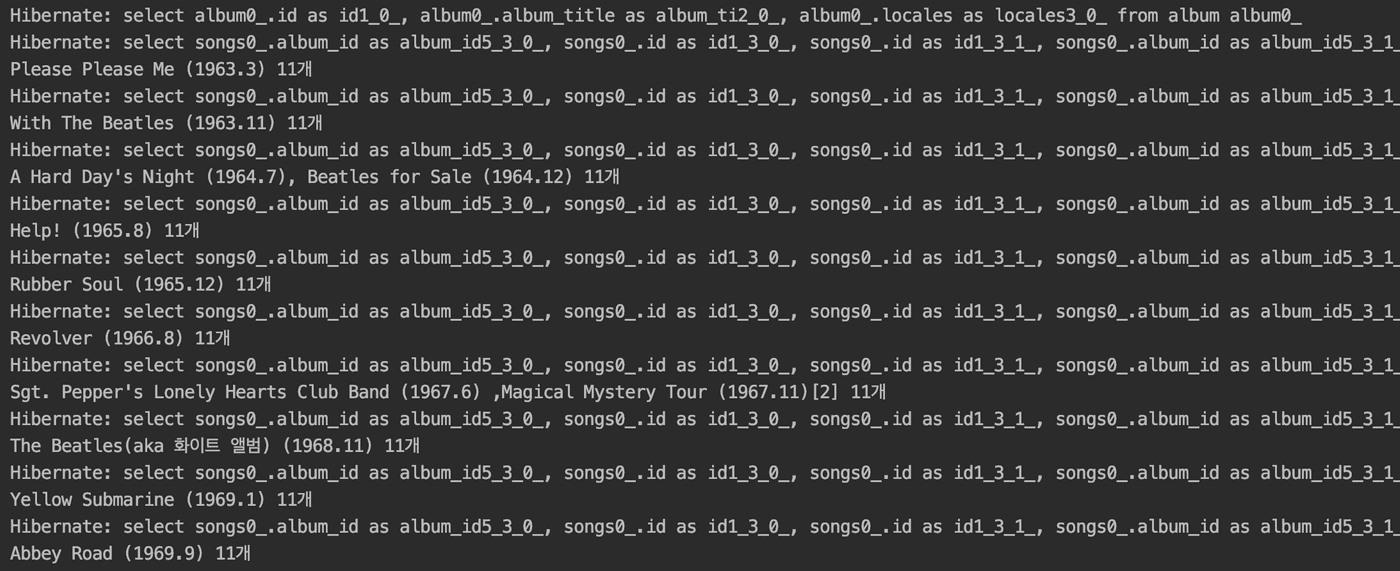 Hibernate: select album0_.id as id1_0_, album0_.album_title as album_ti2_0_, album0_.locales as locales3_0_ from album album0_
Hibernate: select songs0_.album_id as album_id5_3_0_, songs0_.id as id1_3_0_, songs0_.id as id1_3_1_, songs0_.album_id as album_id5_3_1_
Please Please Me (1963.3) 11개
Hibernate: select songs0_.album_id as album_id5_3_0_, songs0_.id as id1_3_0_, songs0_.id as id1_3_1_, songs0_.album_id as album_id5_3_1_
With The Beatles (1963.11) 11개
Hibernate: select songs0_.album_id as album_id5_3_0_, songs0_.id as id1_3_0_, songs0_.id as id1_3_1_, songs0_.album_id as album_id5_3_1_
A Hard Day's Night (1964.7), Beatles for Sale (1964.12) 11개
Hibernate: select songs0_.album_id as album_id5_3_0_, songs0_.id as id1_3_0_, songs0_.id as id1_3_1_, songs0_.album_id as album_id5_3_1_
Help! (1965.8) 11개
Hibernate: select songs0_.album_id as album_id5_3_0_, songs0_.id as id1_3_0_, songs0_.id as id1_3_1_, songs0_.album_id as album_id5_3_1_
Rubber Soul (1965.12) 11개
Hibernate: select songs0_.album_id as album_id5_3_0_, songs0_.id as id1_3_0_, songs0_.id as id1_3_1_, songs0_.album_id as album_id5_3_1_
Revolver (1966.8) 11개
Hibernate: select songs0_.album_id as album_id5_3_0_, songs0_.id as id1_3_0_, songs0_.id as id1_3_1_, songs0_.album_id as album_id5_3_1_
Sgt. Pepper's Lonely Hearts Club Band (1967.6) ,Magical Mystery Tour (1967.11)[2] 11개
Hibernate: select songs0_.album_id as album_id5_3_0_, songs0_.id as id1_3_0_, songs0_.id as id1_3_1_, songs0_.album_id as album_id5_3_1_
The Beatles(aka 화이트 앨범) (1968.11) 11개
Hibernate: select songs0_.album_id as album_id5_3_0_, songs0_.id as id1_3_0_, songs0_.id as id1_3_1_, songs0_.album_id as album_id5_3_1_
Yellow Submarine (1969.1) 11개
Hibernate: select songs0_.album_id as album_id5_3_0_, songs0_.id as id1_3_0_, songs0_.id as id1_3_1_, songs0_.album_id as album_id5_3_1_
Abbey Road (1969.9) 11개